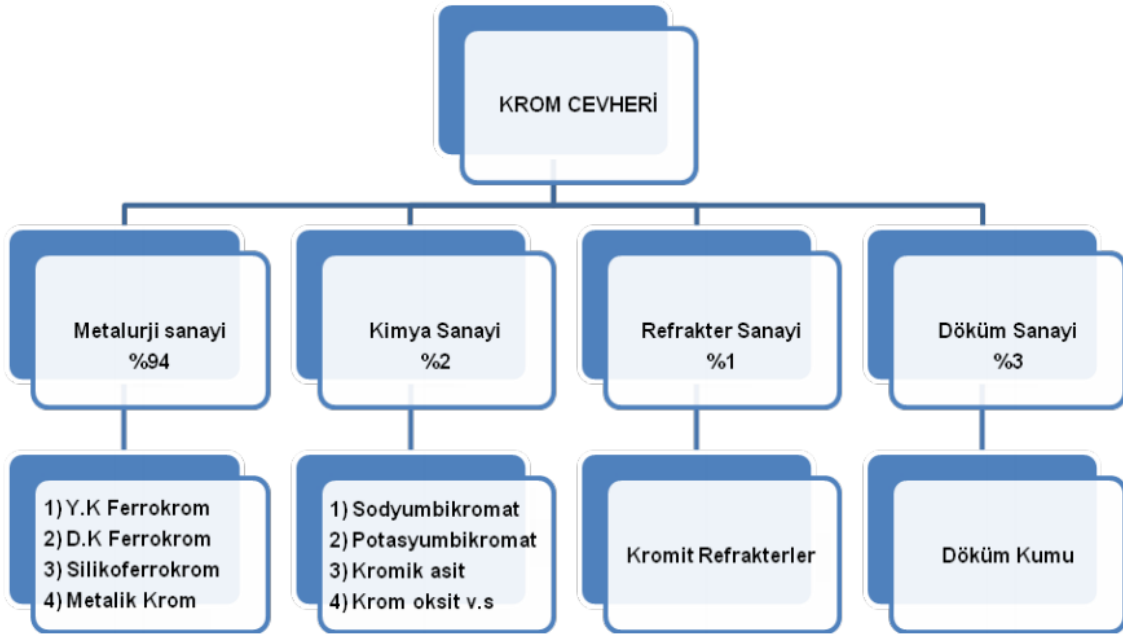 KROM CEVHERİ
Metalurji sanayi
%94
Kimya Sanayi
%2
Refrakter Sanayi
%1
Döküm Sanayi
%3
1) Y.K Ferrokrom
2) D.K Ferrokrom
3) Silikoferrokrom
4) Metalik Krom
1) Sodyumbikromat
2) Potasyumbikromat
3) Kromik asit
4) Krom oksit v.s
Kromit Refrakterler
Döküm Kumu